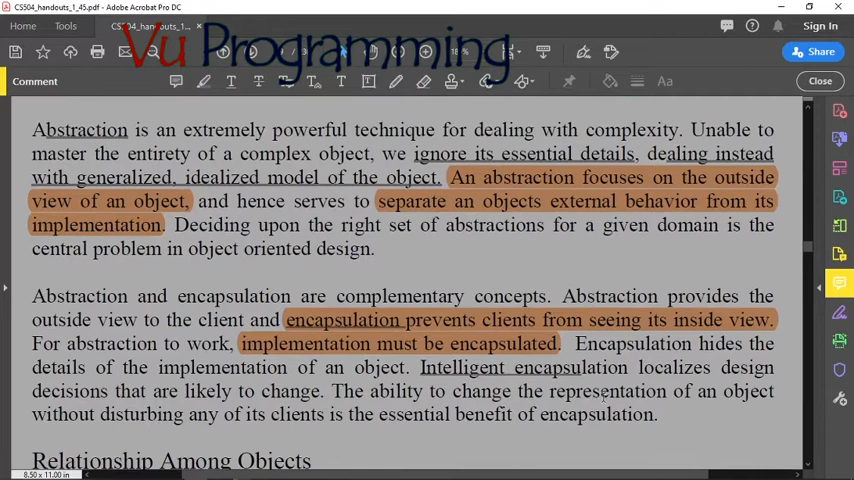 CS504_handouts_1_45.pdf - Adobe Acrobat Pro DC
Home Tools CS504_handouts_1_... × ? Sign In
Vu Programming
Share
Comment
Aa
Close
Abstraction is an extremely powerful technique for dealing with complexity. Unable to
master the entirety of a complex object, we ignore its essential details, dealing instead
with generalized, idealized model of the object. An abstraction focuses on the outside
view of an object, and hence serves to separate an objects external behavior from its
implementation. Deciding upon the right set of abstractions for a given domain is the
central problem in object oriented design.
Abstraction and encapsulation are complementary concepts. Abstraction provides the
outside view to the client and encapsulation prevents clients from seeing its inside view.
For abstraction to work, implementation must be encapsulated. Encapsulation hides the
details of the implementation of an object. Intelligent encapsulation localizes design
decisions that are likely to change. The ability to change the representation of an object
without disturbing any of its clients is the essential benefit of encapsulation.
Relationship Among Objects
8.50 x 11.00 in